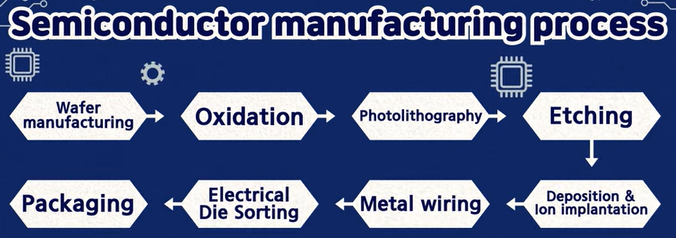 Semiconductor manufacturing process
Wafer
manufacturing
Oxidation
Photolithography
Etching
Deposition &
Ion implantation
Metal wiring
Electrical
Die Sorting
Packaging